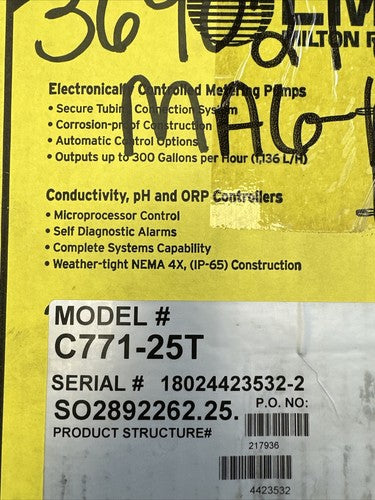 LM
MILTON R
Electronically Controlled Metering Pumps
• Secure Tubing Connection System
• Corrosion-proof Construction
• Automatic Control Options
• Outputs up to 300 Gallons per Hour (1,136 L/H)
MAG-
Conductivity, pH and ORP Controllers
• Microprocessor Control
• Self Diagnostic Alarms
• Complete Systems Capability
• Weather-tight NEMA 4X, (IP-65) Construction
MODEL #
C771-25T
SERIAL # 18024423532-2
SO2892262.25. P.O. NO:
PRODUCT STRUCTURE#
217936
4423532